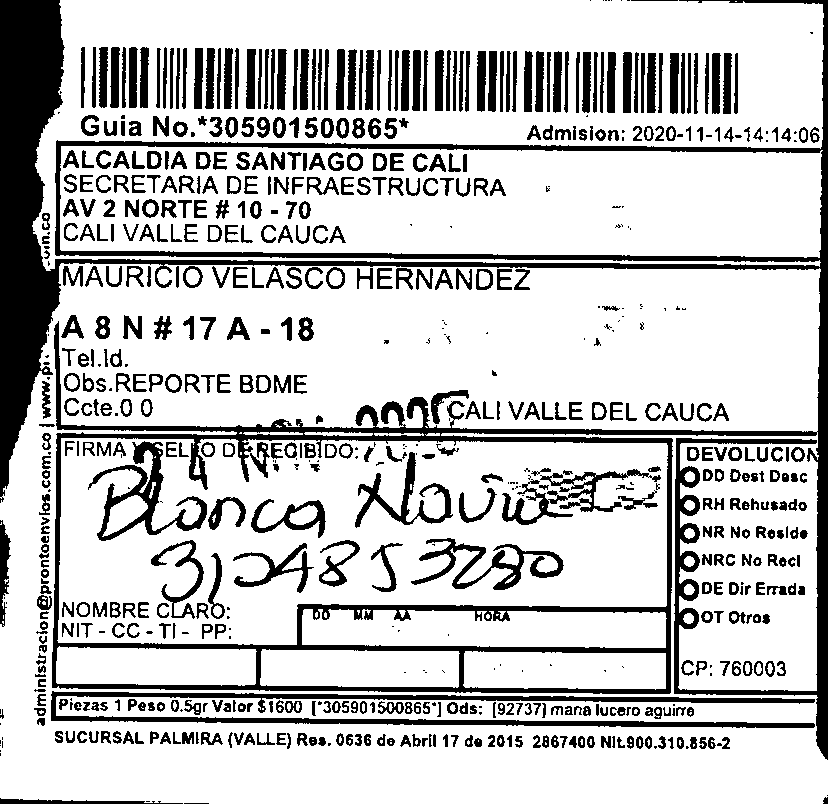 Guia No.*305901500865*
Admision: 2020-11-14-14:14:06
ALCALDIA DE SANTIAGO DE CALI
SECRETARIA DE INFRAESTRUCTURA
AV 2 NORTE # 10 - 70
CALI VALLE DEL CAUCA
MAURICIO VELASCO HERNANDEZ
A 8 N # 17 A - 18
Tel.Id.
Obs.REPORTE BDME
Ccte.0 0
CALI VALLE DEL CAUCA
FIRMA Y SELLO DE RECIBIDO:
24 NOV. 2020
Blanca
3104853280
NOMBRE CLARO:
NIT - CC - TI - PP:
DD MM AA HORA
DEVOLUCION
DD Dest Desc
RH Rehusado
NR No Reside
NRC No Recl
DE Dir Errada
OT Otros
CP: 760003
Piezas 1 Peso 0.5gr Valor $1600 [*305901500865*] Ods: [92737] maria lucero aguirre
SUCURSAL PALMIRA (VALLE) Res. 0636 de Abril 17 de 2015 2867400 Nit.900.310.856-2
administracion@prontoenvios.com.co | www.pr